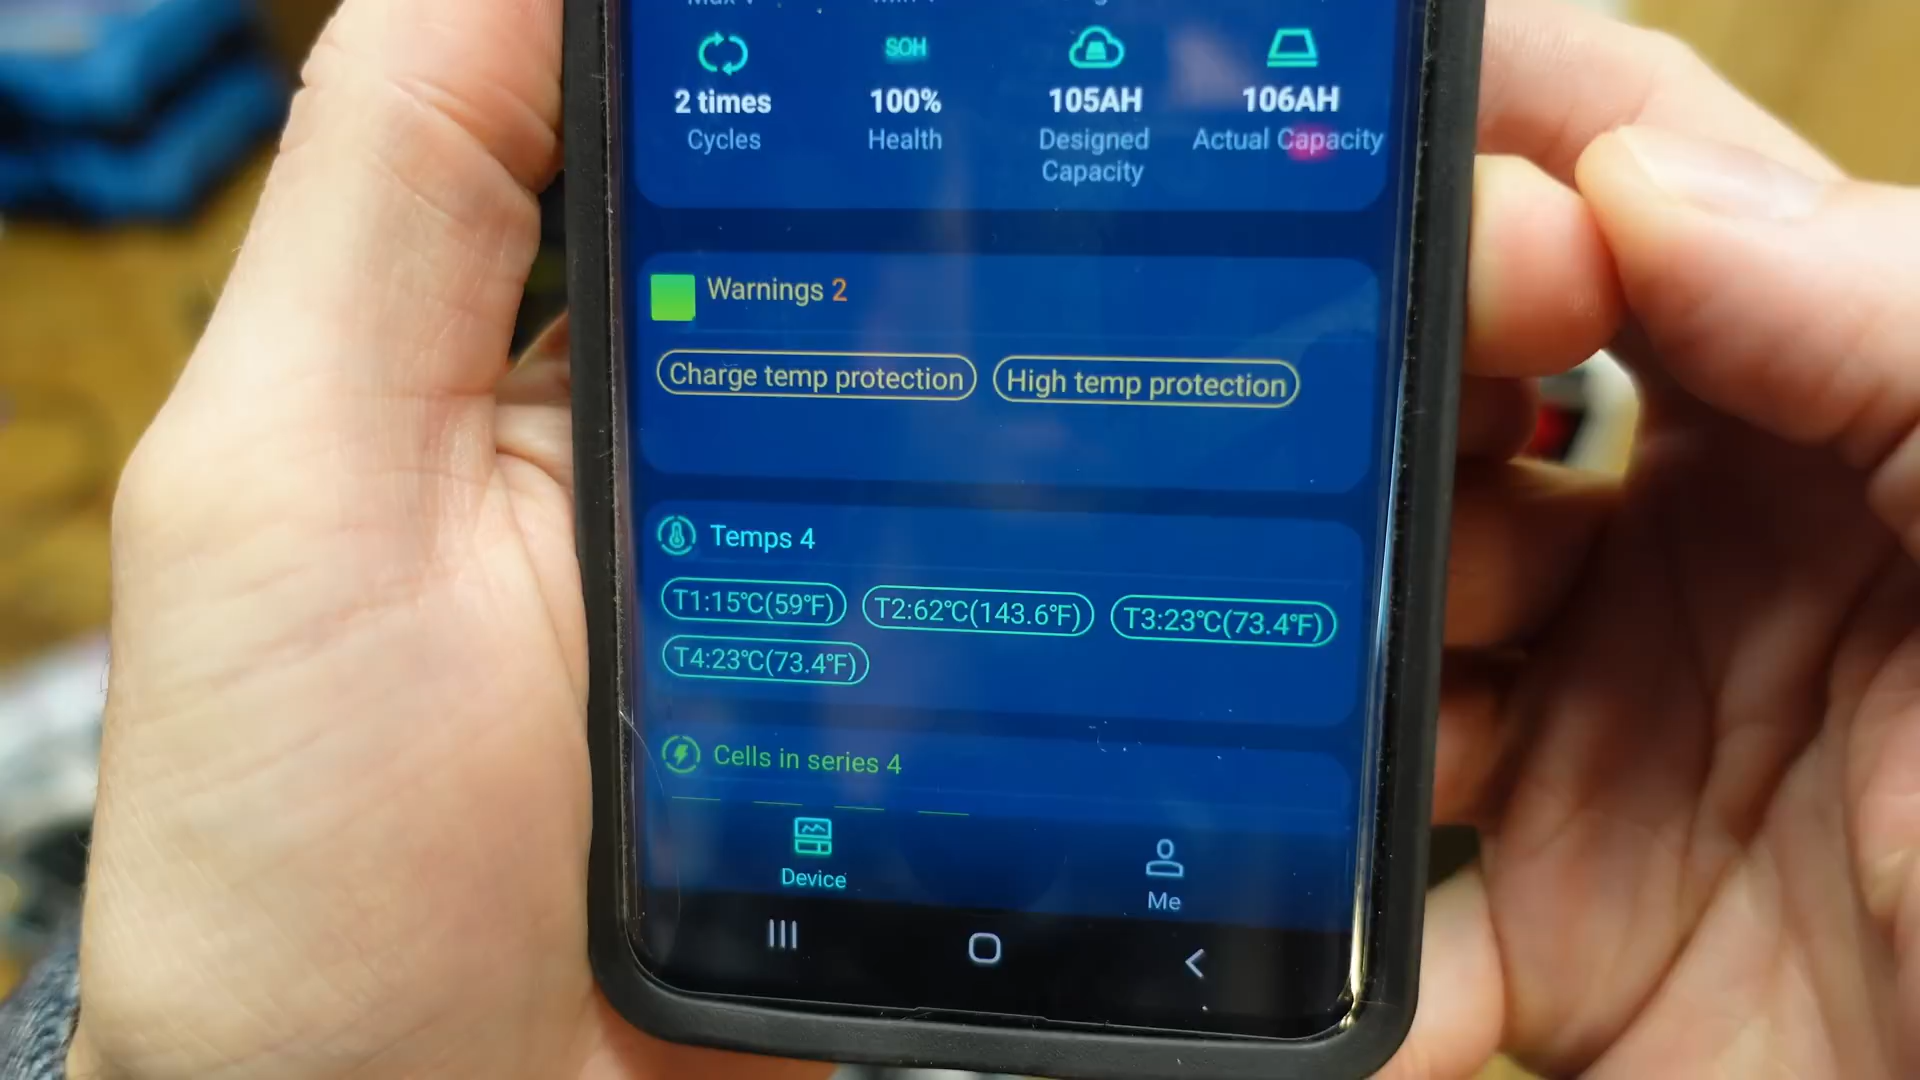 SOH
2 times 100% 105AH 106AH
Cycles Health Designed Capacity Actual Capacity
Warnings 2
Charge temp protection High temp protection
Temps 4
T1:15℃(59℉) T2:62℃(143.6℉) T3:23℃(73.4℉)
T4:23℃(73.4℉)
Cells in series 4
Device Me